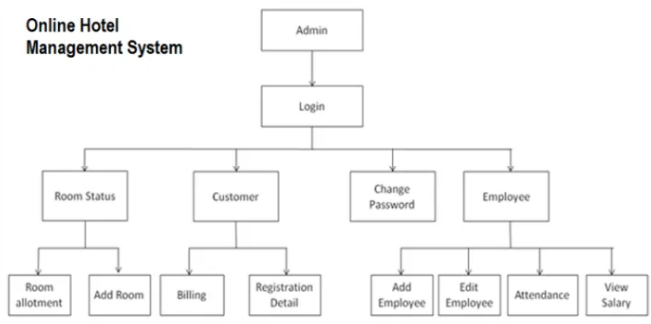 Online Hotel
Management System
Admin
Login
Room Status
Customer
Change
Password
Employee
Room
allotment
Add Room
Billing
Registration
Detail
Add
Employee
Edit
Employee
Attendance
View
Salary